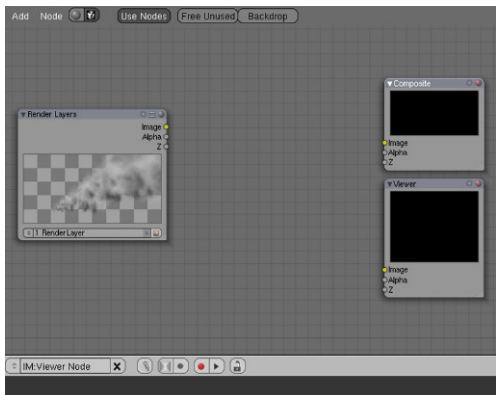 Add Node Use Nodes Free Unused Backdrop
Render Layers
Image
Alpha
Z
1 RenderLayer
Composite
Image
Alpha
Z
Viewer
Image
Alpha
Z
IM:Viewer Node X